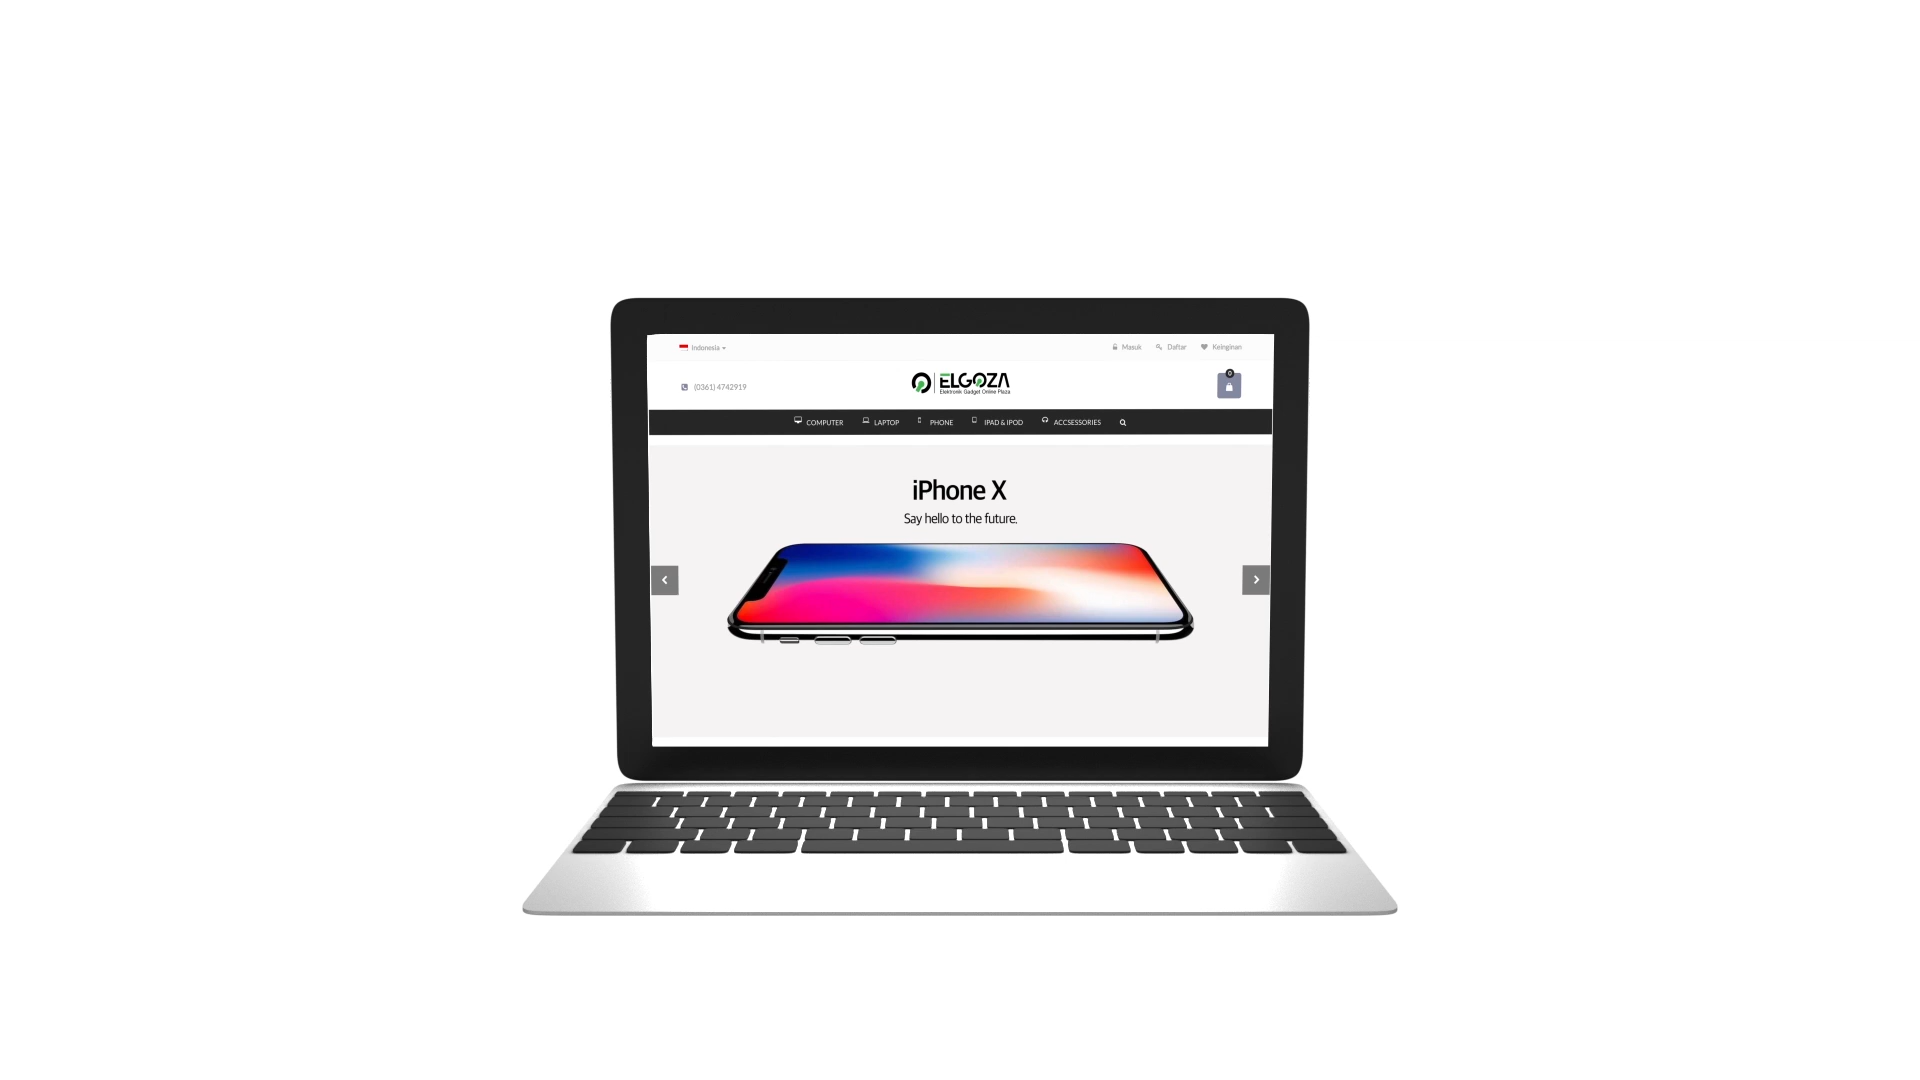 Indonesia
Masuk Daftar Keinginan
0
(0361) 4742919
ELGOZA
Elektronik Gadget Online Plaza
COMPUTER LAPTOP PHONE IPAD & IPOD ACCSESSORIES
iPhone X
Say hello to the future.